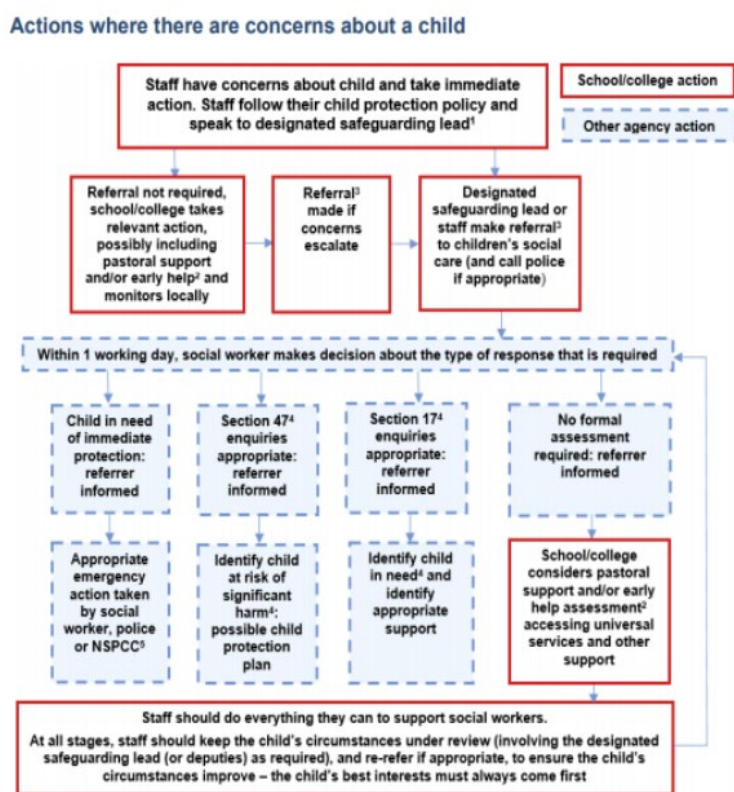 Actions where there are concerns about a child
Staff have concerns about child and take immediate
action. Staff follow their child protection policy and
speak to designated safeguarding lead¹
School/college action
Other agency action
Referral not required,
school/college takes
relevant action,
possibly including
pastoral support
and/or early help² and
monitors locally
Referral³
made if
concerns
escalate
Designated
safeguarding lead or
staff make referral³
to children's social
care (and call police
if appropriate)
Within 1 working day, social worker makes decision about the type of response that is required
Child in need
of immediate
protection:
referrer
informed
Section 47⁴
enquiries
appropriate:
referrer
informed
Section 17⁴
enquiries
appropriate:
referrer
informed
No formal
assessment
required: referrer
informed
Appropriate
emergency
action taken
by social
worker, police
or NSPCC⁵
Identify child
at risk of
significant
harm⁴:
possible child
protection
plan
Identify child
in need⁴ and
identify
appropriate
support
School/college
considers pastoral
support and/or early
help assessment²
accessing universal
services and other
support
Staff should do everything they can to support social workers.
At all stages, staff should keep the child's circumstances under review (involving the designated
safeguarding lead (or deputies) as required), and re-refer if appropriate, to ensure the child's
circumstances improve – the child's best interests must always come first